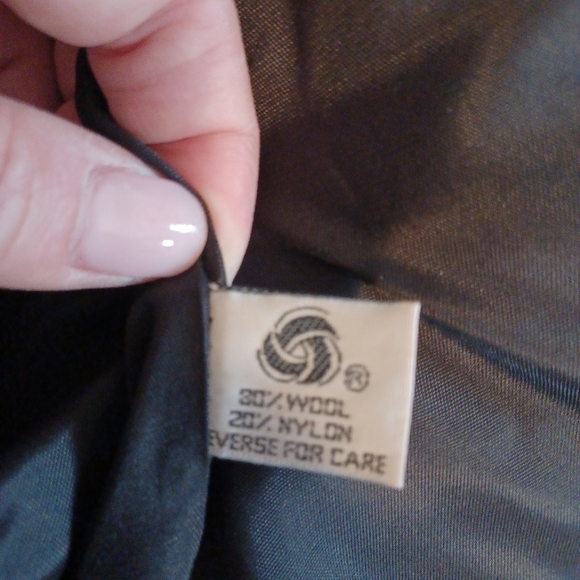 ®
80% WOOL
20% NYLON
EVERSE FOR CARE